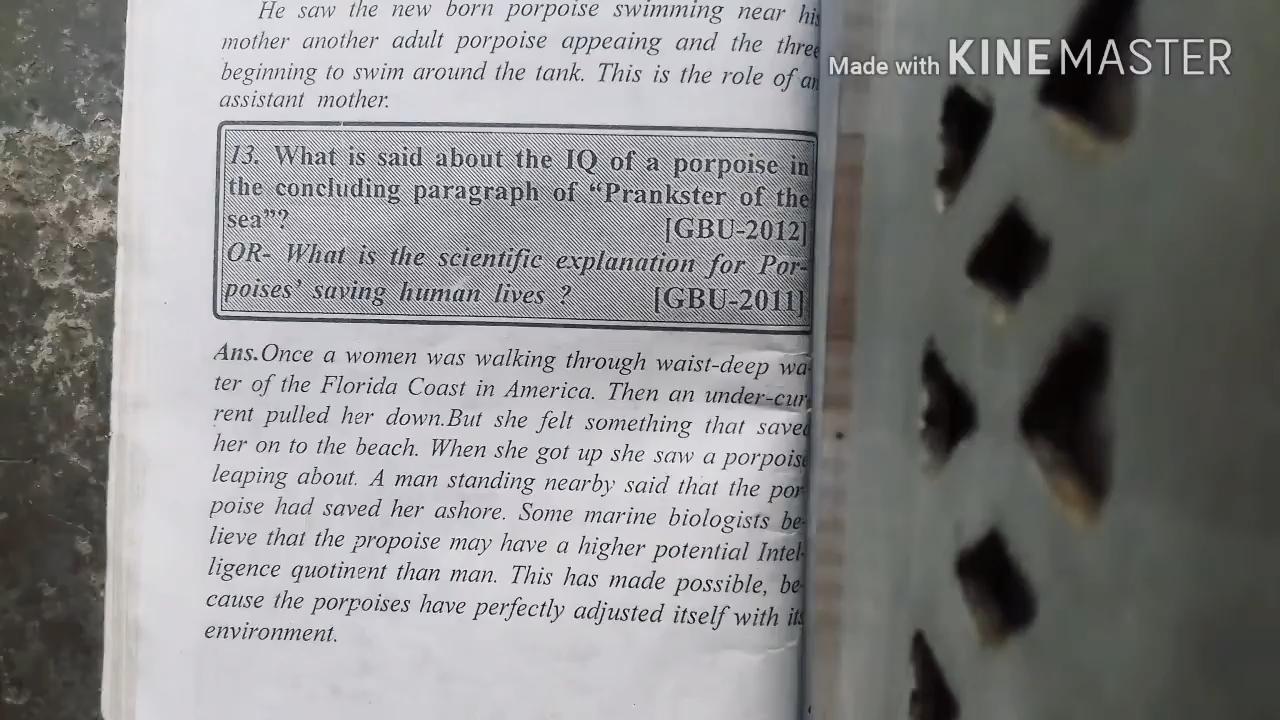 He saw the new born porpoise swimming near his
mother another adult porpoise appeaing and the three
beginning to swim around the tank. This is the role of an
assistant mother.
13. What is said about the IQ of a porpoise in
the concluding paragraph of “Prankster of the
sea”? [GBU-2012]
OR- What is the scientific explanation for Por-
poises’ saving human lives ? [GBU-2011]
Ans.Once a women was walking through waist-deep wa-
ter of the Florida Coast in America. Then an under-cur
rent pulled her down.But she felt something that saved
her on to the beach. When she got up she saw a porpoise
leaping about. A man standing nearby said that the por
poise had saved her ashore. Some marine biologists be-
lieve that the propoise may have a higher potential Intel-
ligence quotinent than man. This has made possible, be-
cause the porpoises have perfectly adjusted itself with its
environment.
Made with KINEMASTER